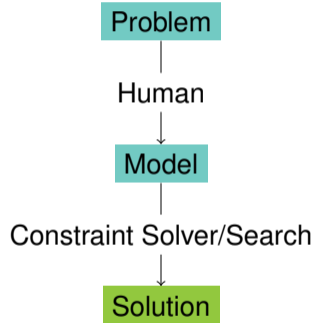 Problem
Human
Model
Constraint Solver/Search
Solution